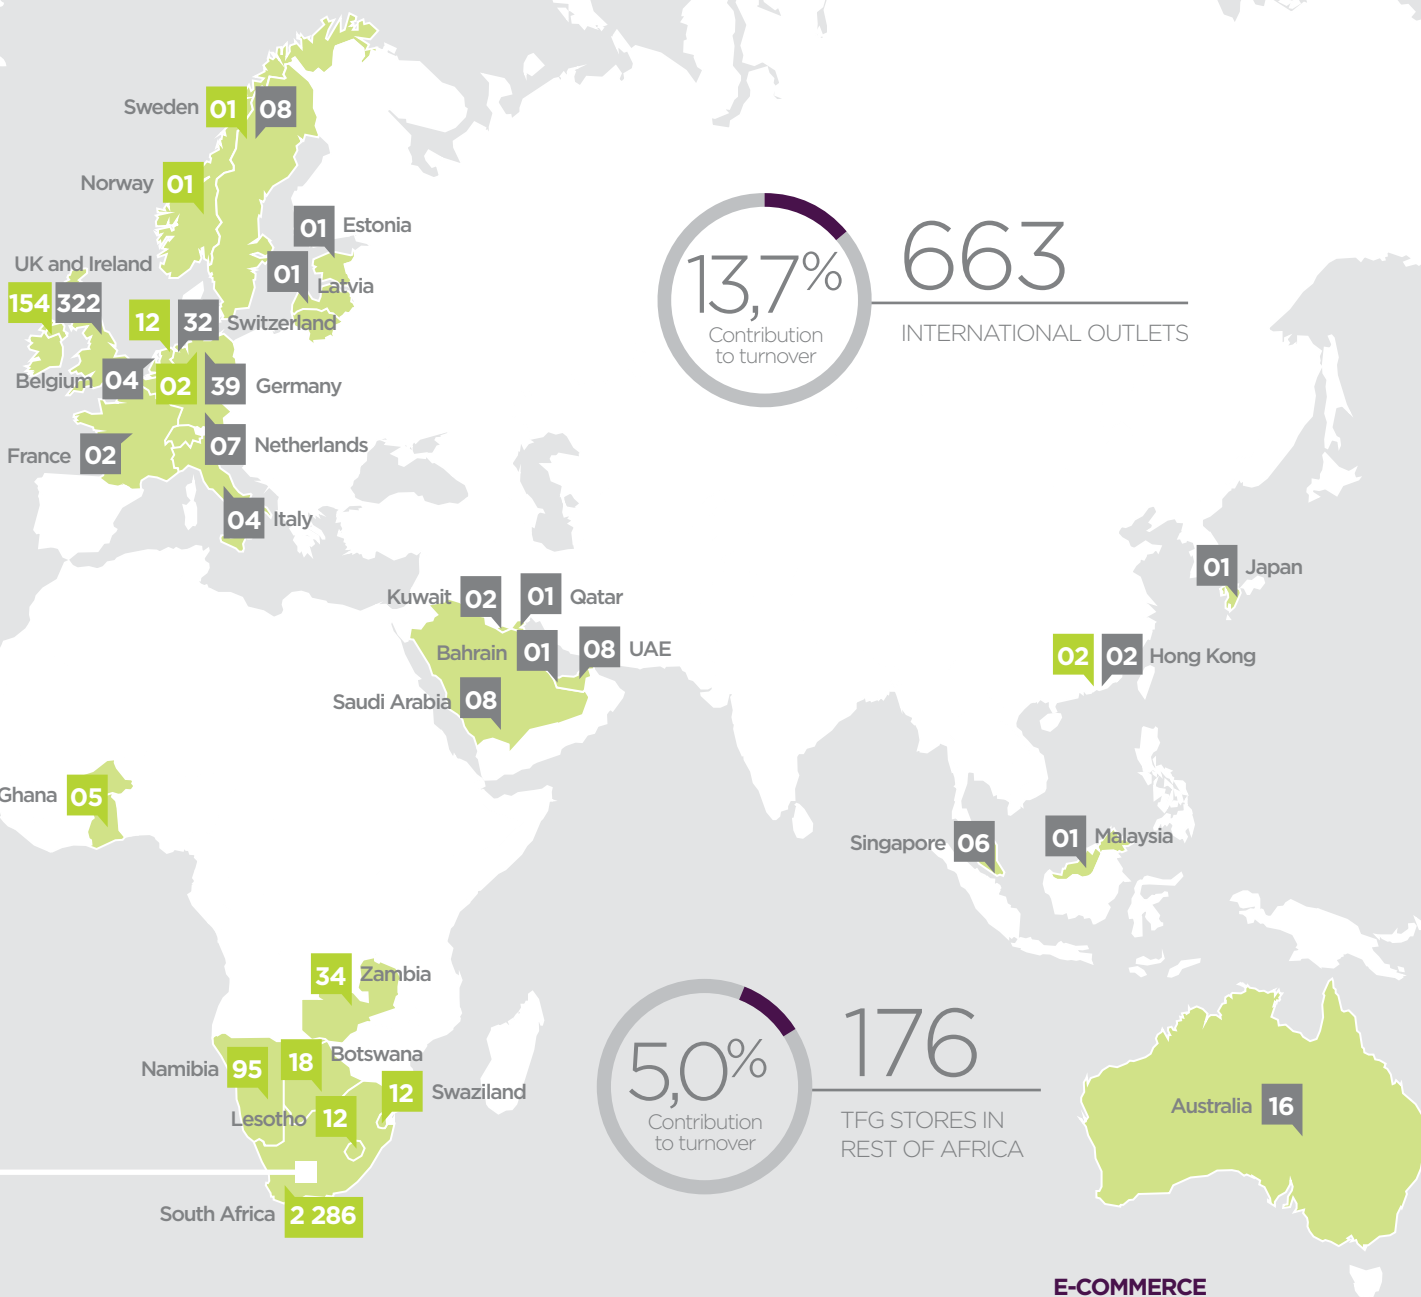 Sweden 01 08
Norway 01
01 Estonia
01 Latvia
UK and Ireland
154 322
12 32 Switzerland
Belgium 04
02 39 Germany
07 Netherlands
France 02
04 Italy
13,7%
Contribution
to turnover
663
INTERNATIONAL OUTLETS
01 Japan
Kuwait 02
01 Qatar
Bahrain 01
08 UAE
02 02 Hong Kong
Saudi Arabia 08
Ghana 05
Singapore 06
01 Malaysia
34 Zambia
Namibia 95
18 Botswana
12 Swaziland
Lesotho 12
South Africa 2 286
5,0%
Contribution
to turnover
176
TFG STORES IN
REST OF AFRICA
Australia 16
E-COMMERCE